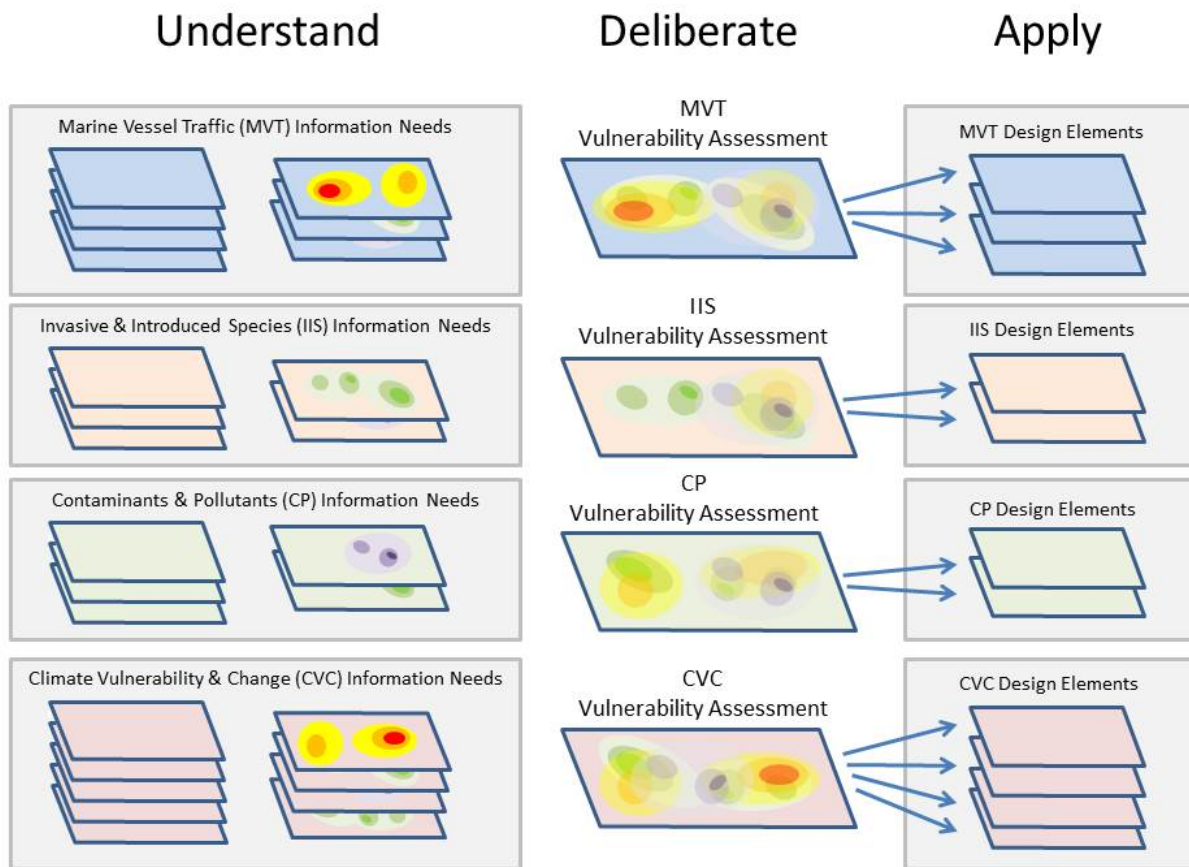 Understand
Deliberate
Apply
Marine Vessel Traffic (MVT) Information Needs
MVT
Vulnerability Assessment
MVT Design Elements
Invasive & Introduced Species (IIS) Information Needs
IIS
Vulnerability Assessment
IIS Design Elements
Contaminants & Pollutants (CP) Information Needs
CP
Vulnerability Assessment
CP Design Elements
Climate Vulnerability & Change (CVC) Information Needs
CVC
Vulnerability Assessment
CVC Design Elements